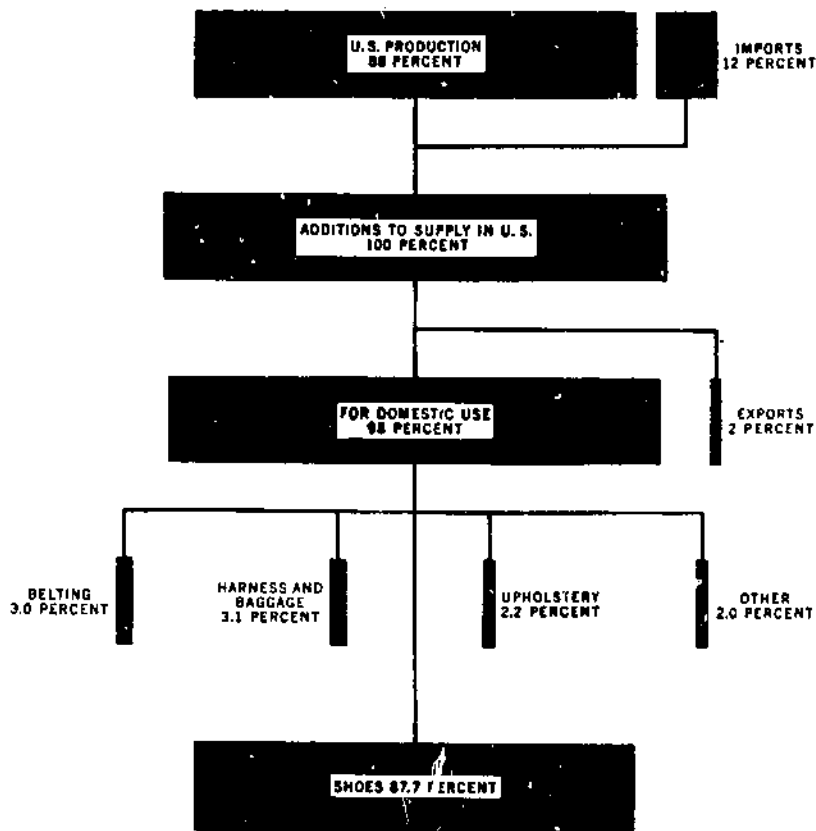 U.S. PRODUCTION
88 PERCENT
IMPORTS
12 PERCENT
ADDITIONS TO SUPPLY IN U.S.
100 PERCENT
FOR DOMESTIC USE
98 PERCENT
EXPORTS
2 PERCENT
BELTING
3.0 PERCENT
HARNESS AND
BAGGAGE
3.1 PERCENT
UPHOLSTERY
2.2 PERCENT
OTHER
2.0 PERCENT
SHOES 87.7 PERCENT